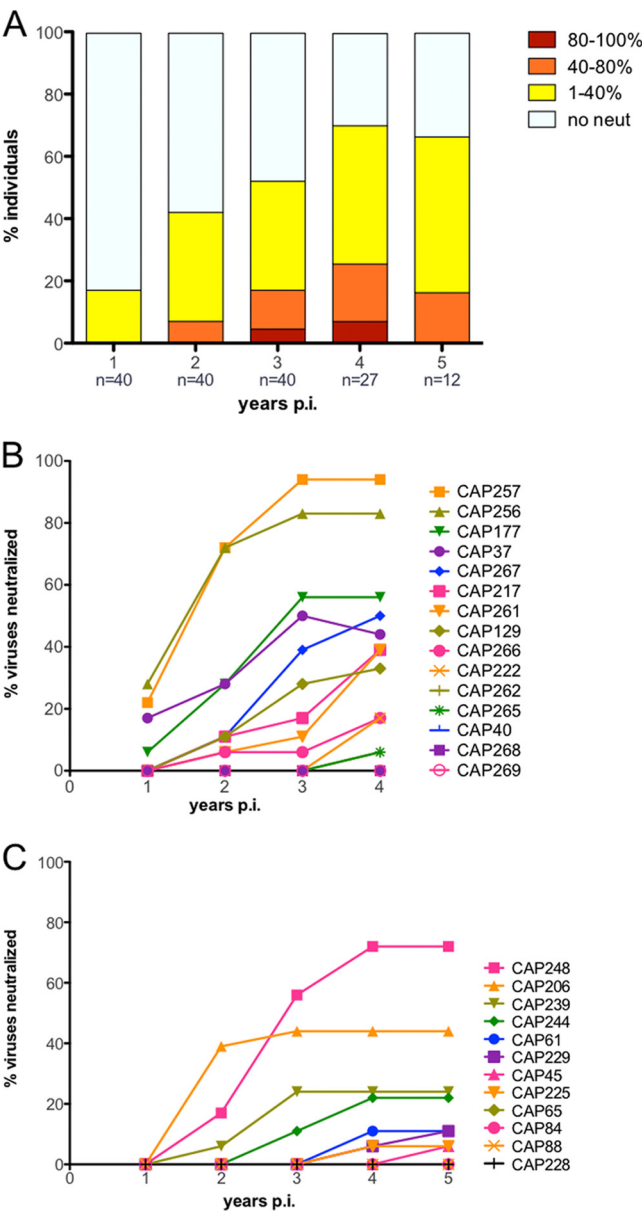 A
100
80
60
40
20
0
% individuals
1 2 3 4 5
n=40 n=40 n=40 n=27 n=12
years p.i.
80-100%
40-80%
1-40%
no neut
B
100
80
60
40
20
0
% viruses neutralized
0 1 2 3 4
years p.i.
CAP257
CAP256
CAP177
CAP37
CAP267
CAP217
CAP261
CAP129
CAP266
CAP222
CAP262
CAP265
CAP40
CAP268
CAP269
C
100
80
60
40
20
0
% viruses neutralized
0 1 2 3 4 5
years p.i.
CAP248
CAP206
CAP239
CAP244
CAP61
CAP229
CAP45
CAP225
CAP65
CAP84
CAP88
CAP228